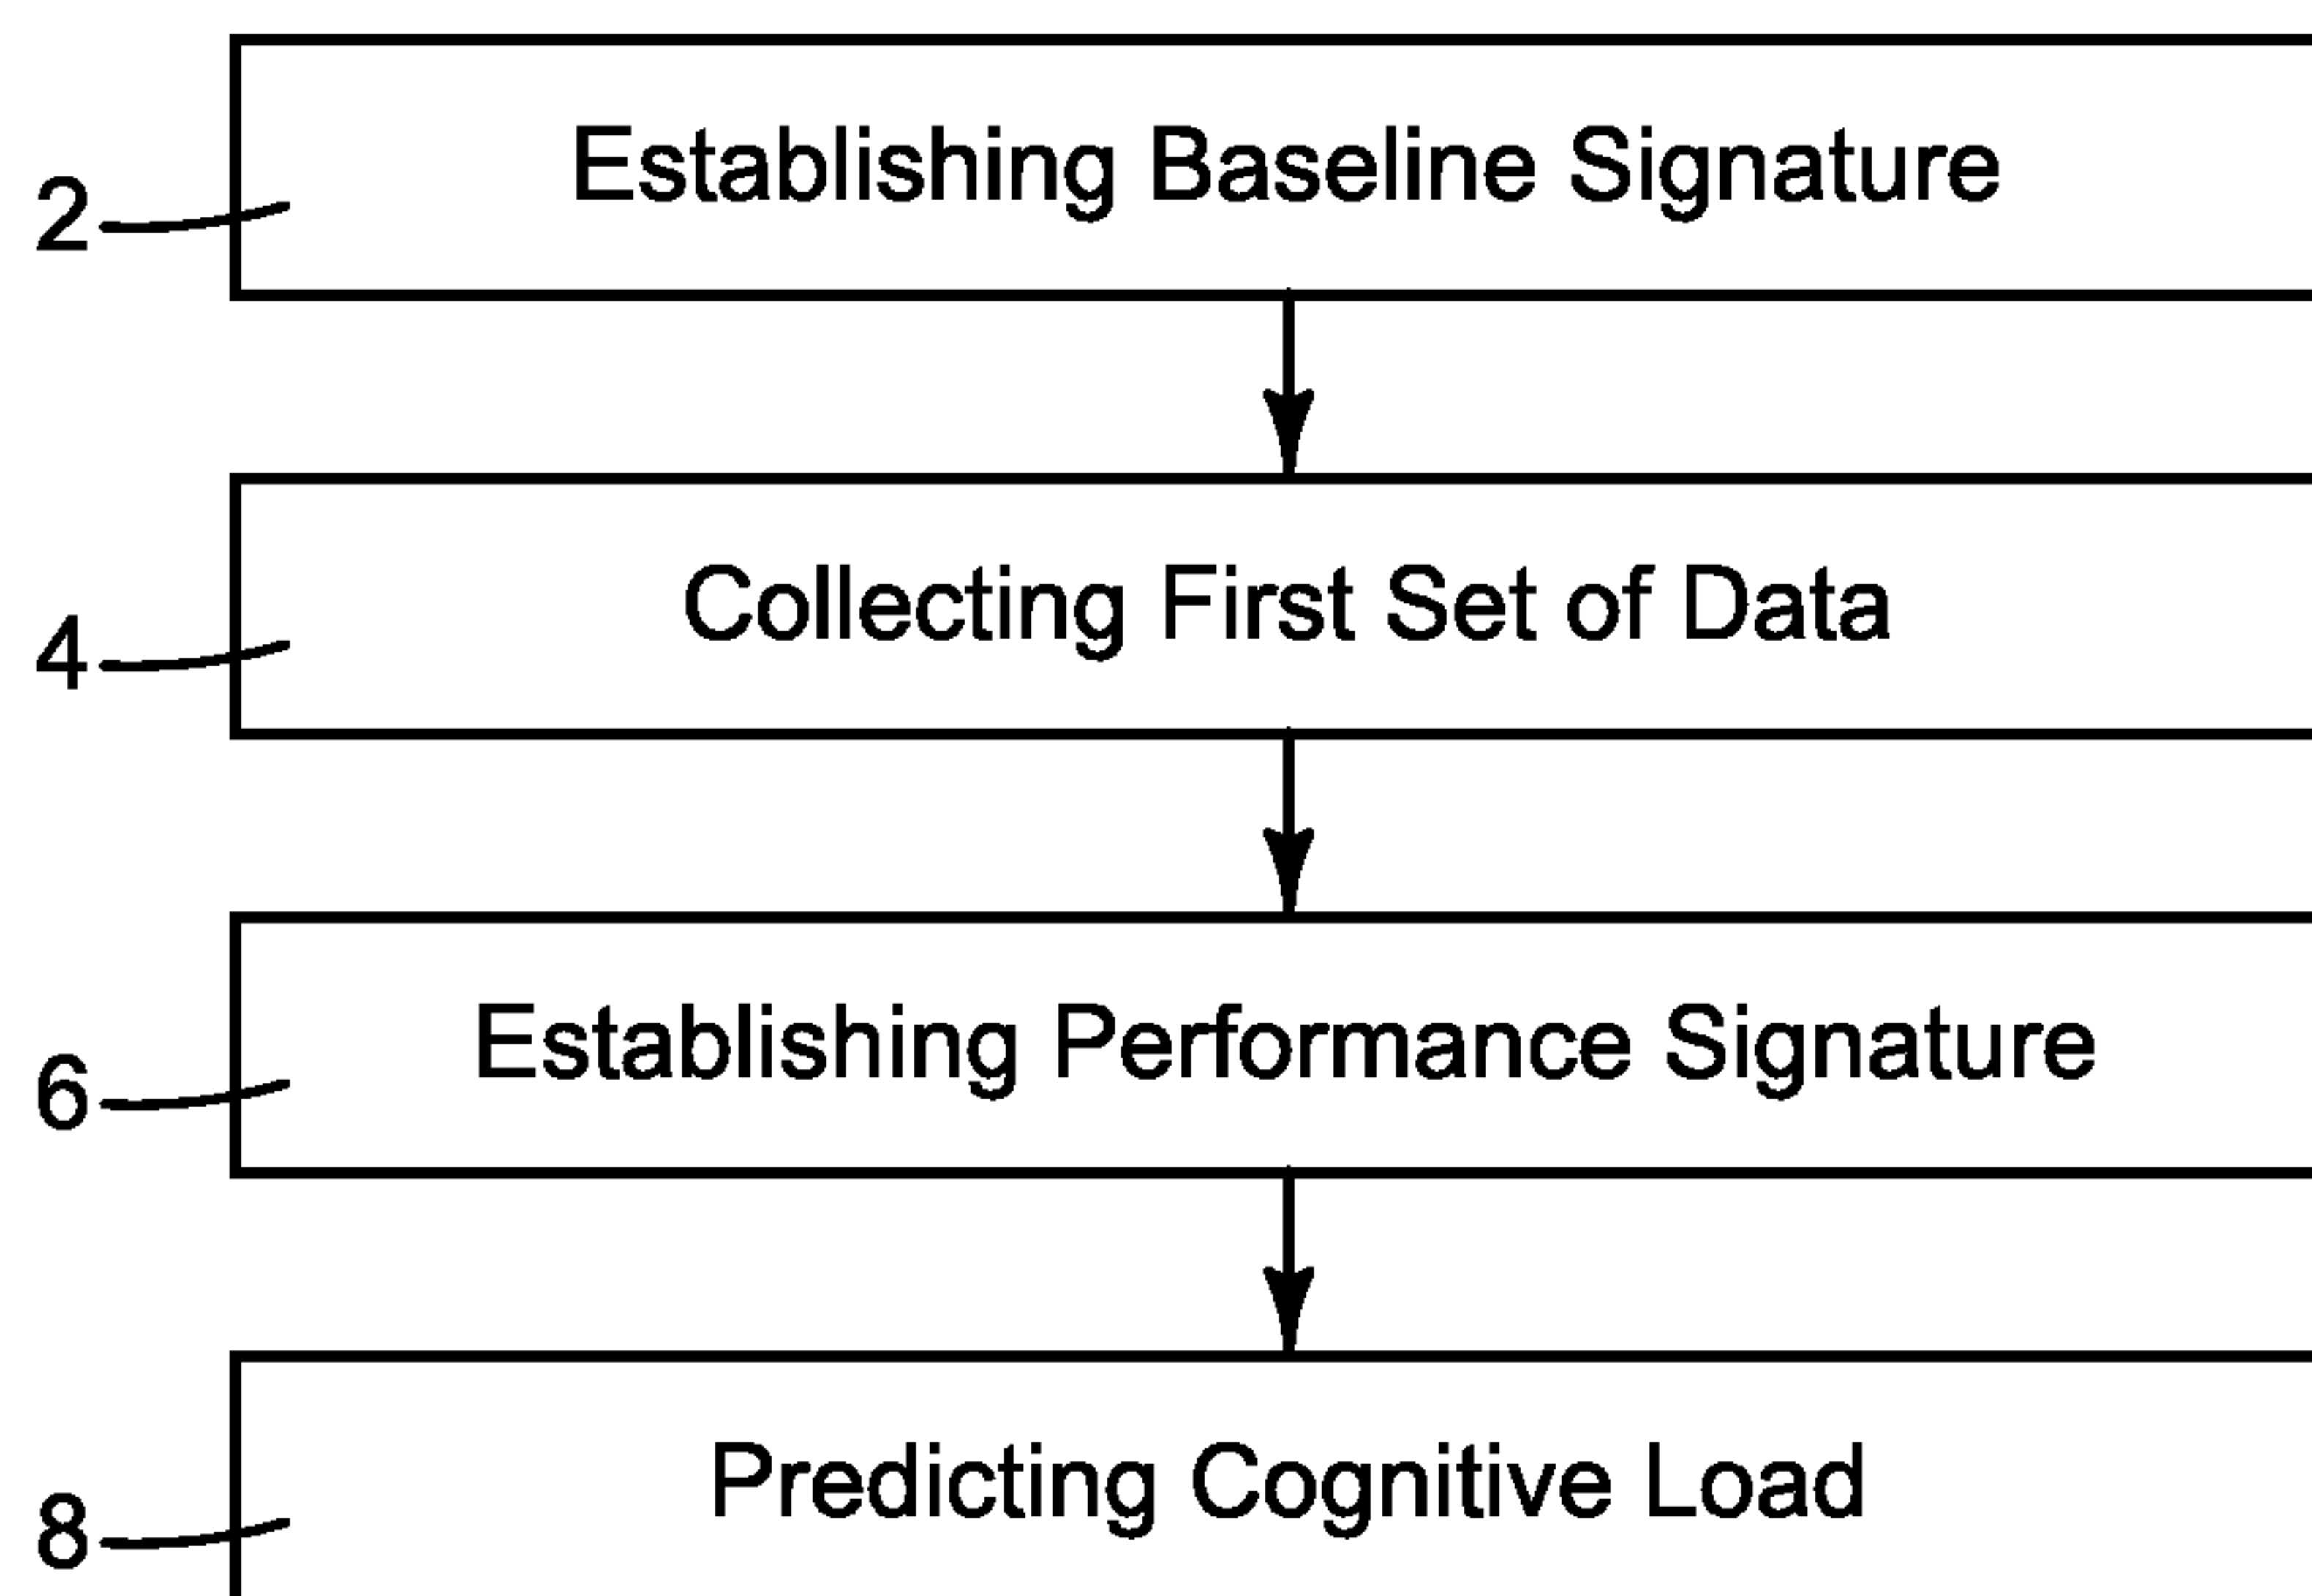 Establishing Baseline Signature
2
Collecting First Set of Data
4
Establishing Performance Signature
6
Predicting Cognitive Load
8